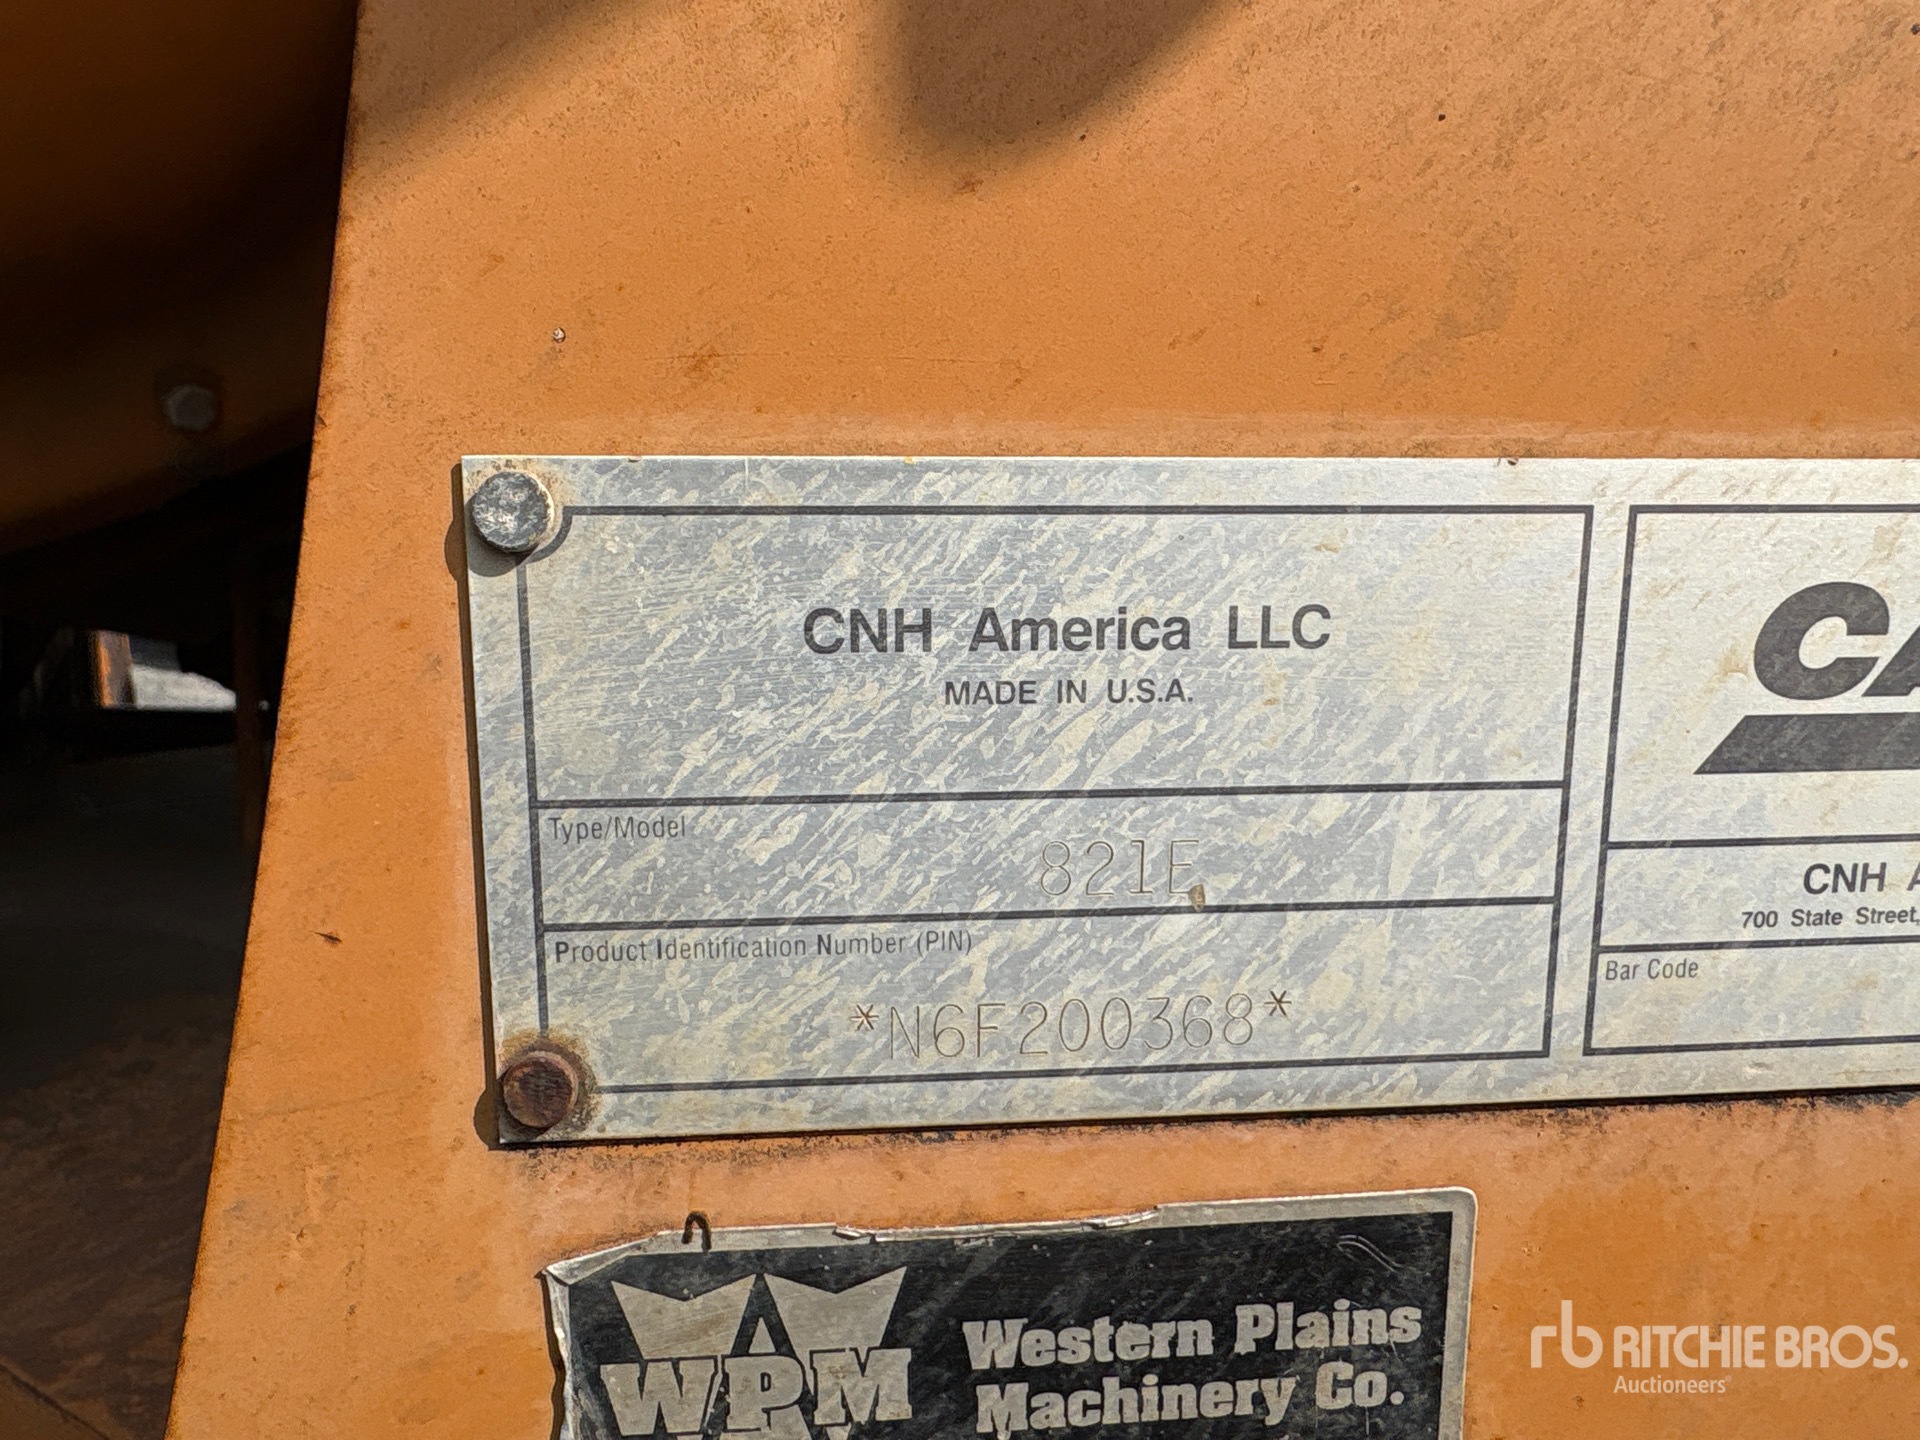 CNH America LLC
MADE IN U.S.A.
Type/Model
821E
Product Identification Number (PIN)
*N6F200368*
CNH
700 State Street,
Bar Code
WPM
Western Plains
Machinery Co.
rb RITCHIE BROS.
Auctioneers